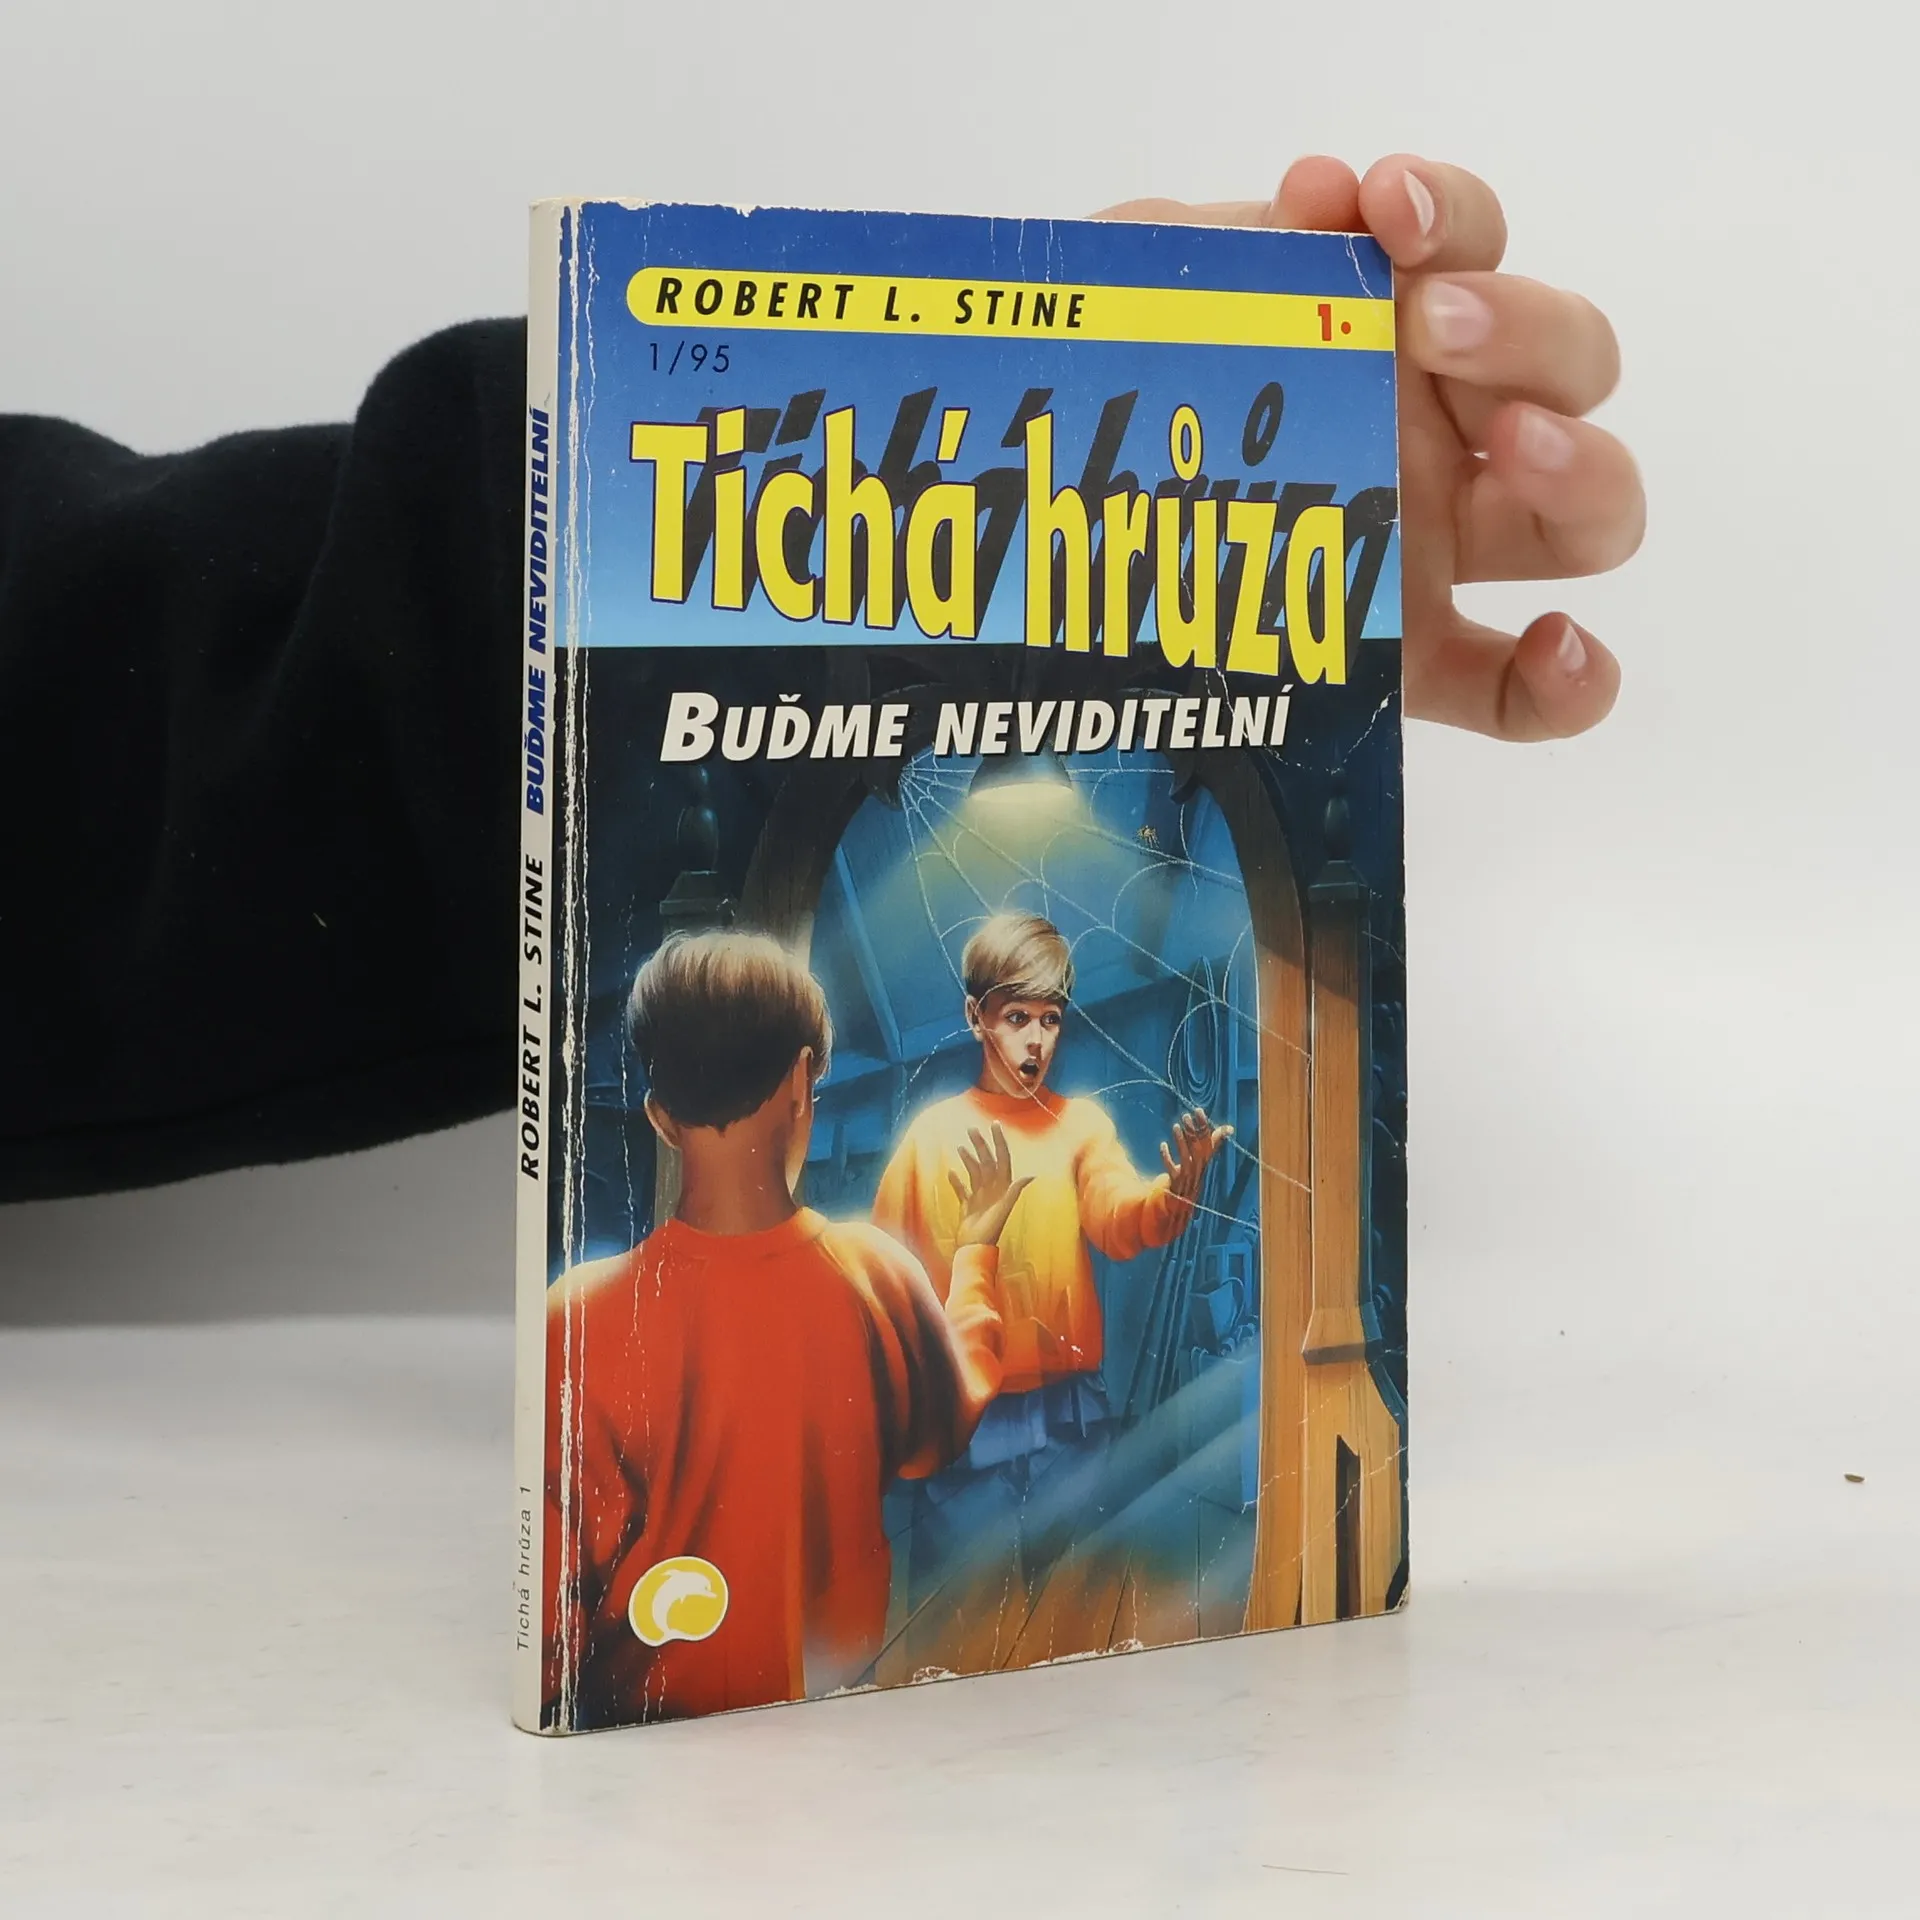 ROBERT L. STINE
1.
1/95
Tichá hrůza
BUĎME NEVIDITELNÍ
ROBERT L. STINE BUĎME NEVIDITELNÍ
Tichá hrůza 1